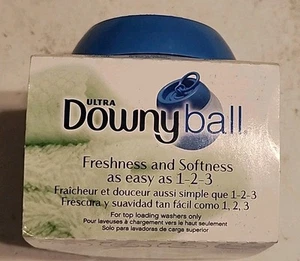 ULTRA
Downy ball
Freshness and Softness
as easy as 1-2-3
Fraîcheur et douceur aussi simple que 1-2-3
Frescura y suavidad tan fácil como 1, 2, 3
For top loading washers only
Pour laveuses à chargement vers le haut seulement
Solo para lavadoras de carga superior